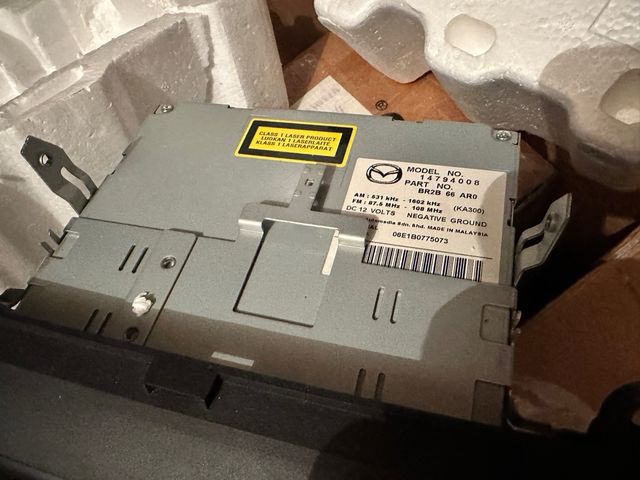 CLASS 1 LASER PRODUCT
LUOKAN 1 LASERLAITE
KLASS 1 LASERAPPARAT
MODEL NO.
14794008
PART NO.
BR2B 66 AR0
AM : 531 kHz - 1602 kHz
FM : 87.5 MHz - 108 MHz (KA300)
DC 12 VOLTS NEGATIVE GROUND
Sdn. Bhd. MADE IN MALAYSIA
06E1B0775073